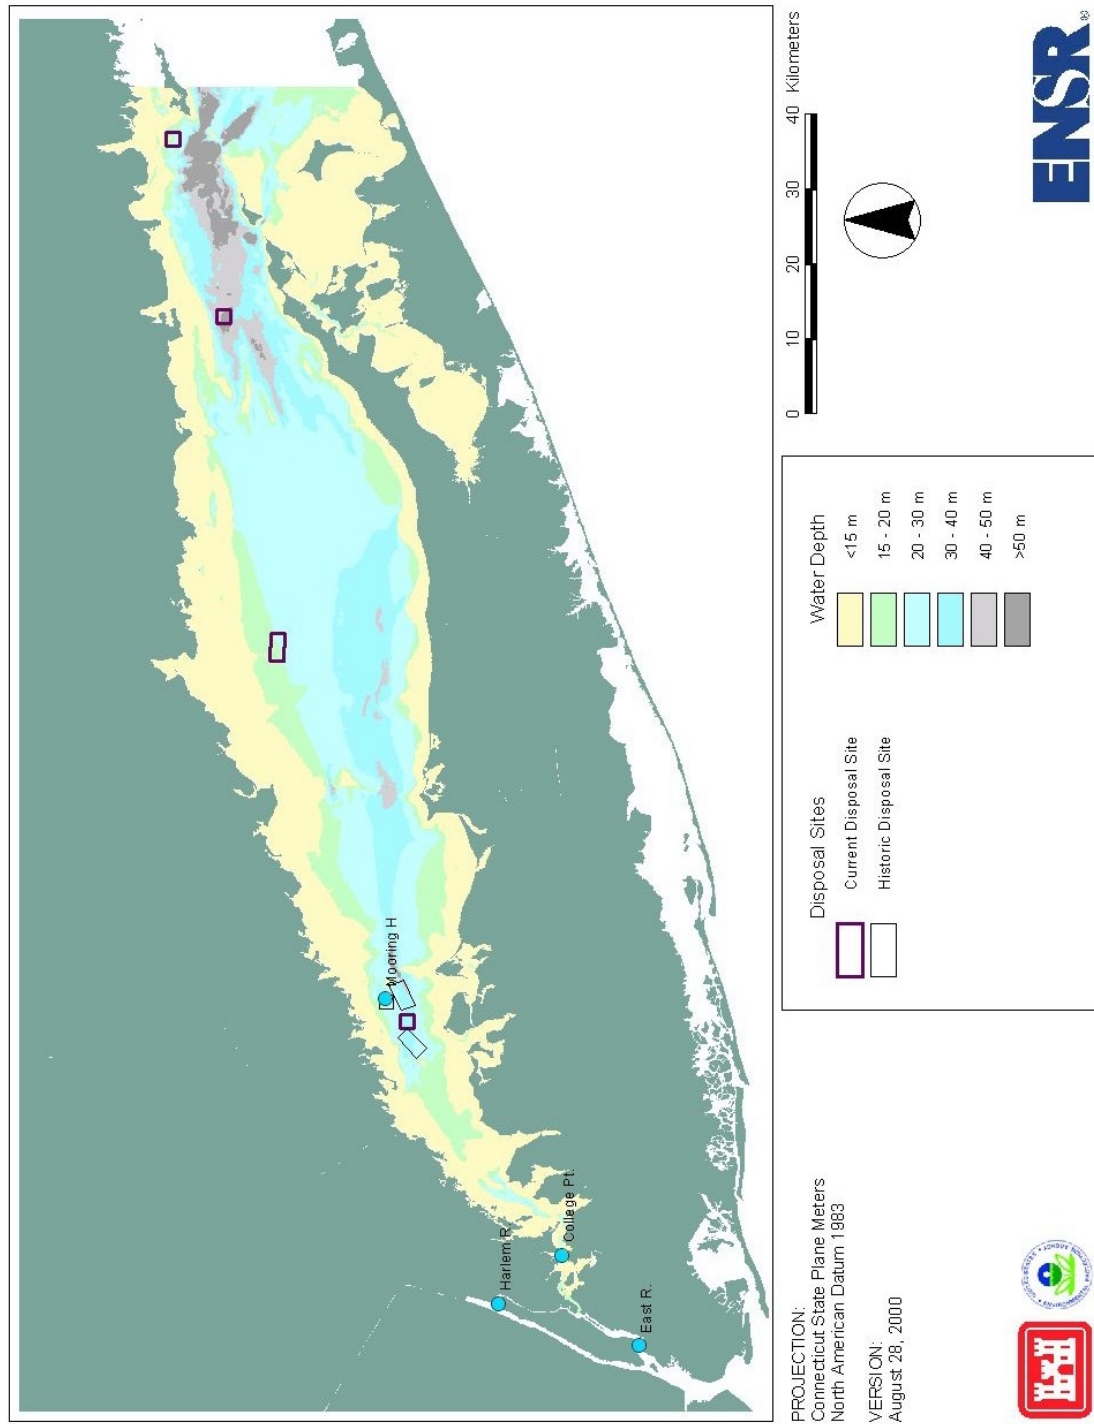 Mooring H
Harlem R.
College Pt.
East R.
PROJECTION:
Connecticut State Plane Meters
North American Datum 1983
VERSION:
August 28, 2000
Disposal Sites
Current Disposal Site
Historic Disposal Site
Water Depth
<15 m
15 - 20 m
20 - 30 m
30 - 40 m
40 - 50 m
>50 m
0 10 20 30 40 Kilometers
ENSR®